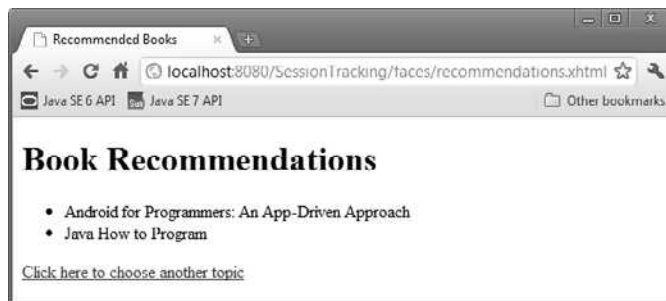 Recommended Books
localhost:8080/SessionTracking/faces/recommendations.xhtml
Java SE 6 API
Sun
Java SE 7 API
Other bookmarks
Book Recommendations
• Android for Programmers: An App-Driven Approach
• Java How to Program
Click here to choose another topic